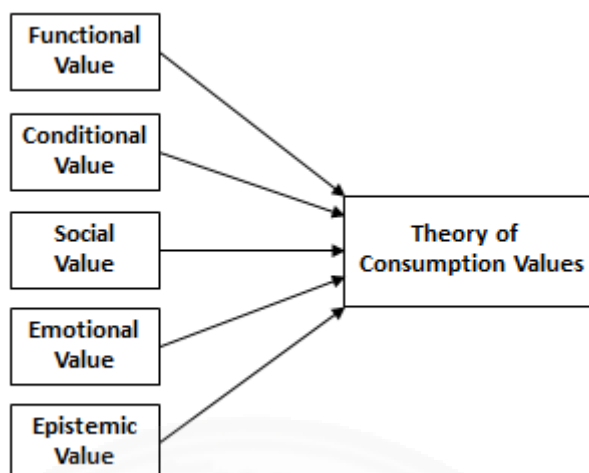 Functional
Value
Conditional
Value
Social
Value
Theory of
Consumption Values
Emotional
Value
Epistemic
Value